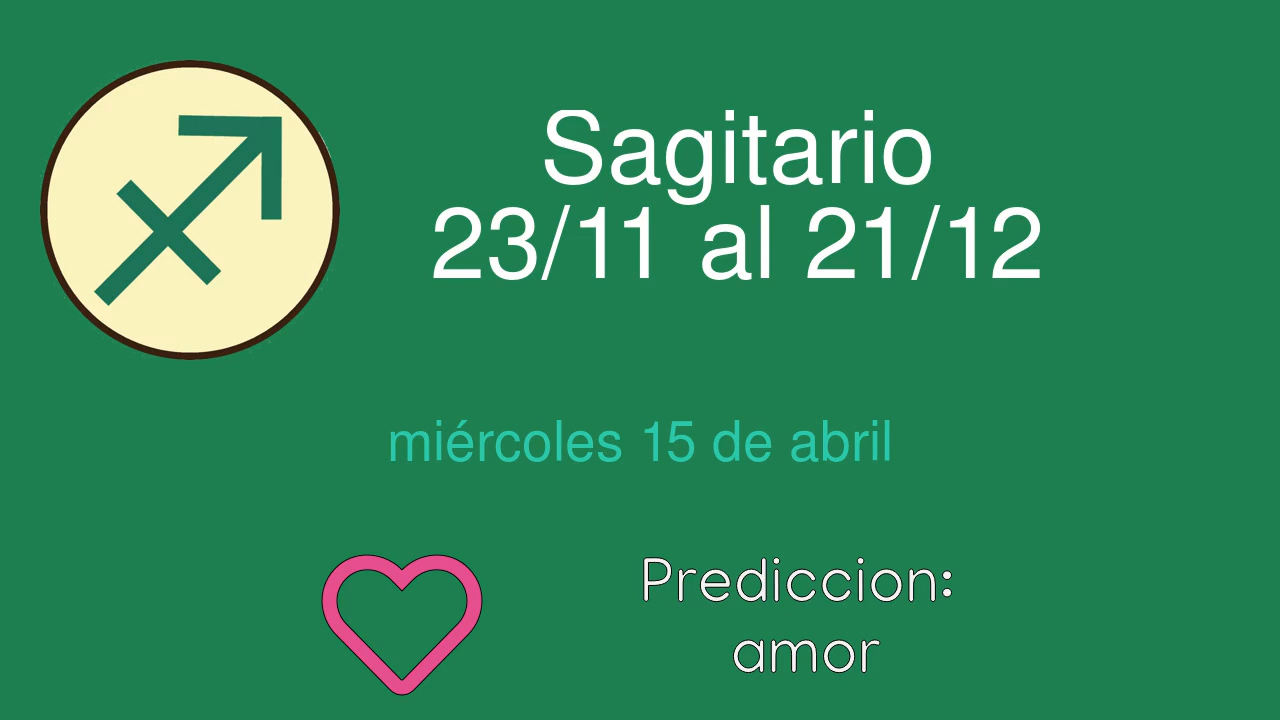 Sagitario
23/11 al 21/12
miércoles 15 de abril
Prediccion:
amor